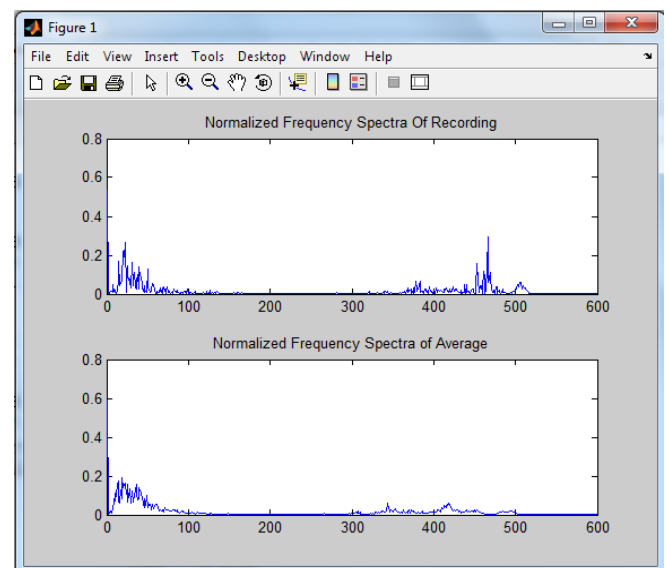 Figure 1
File Edit View Insert Tools Desktop Window Help
Normalized Frequency Spectra Of Recording
0.8
0.6
0.4
0.2
0
0 100 200 300 400 500 600
Normalized Frequency Spectra of Average
0.8
0.6
0.4
0.2
0
0 100 200 300 400 500 600